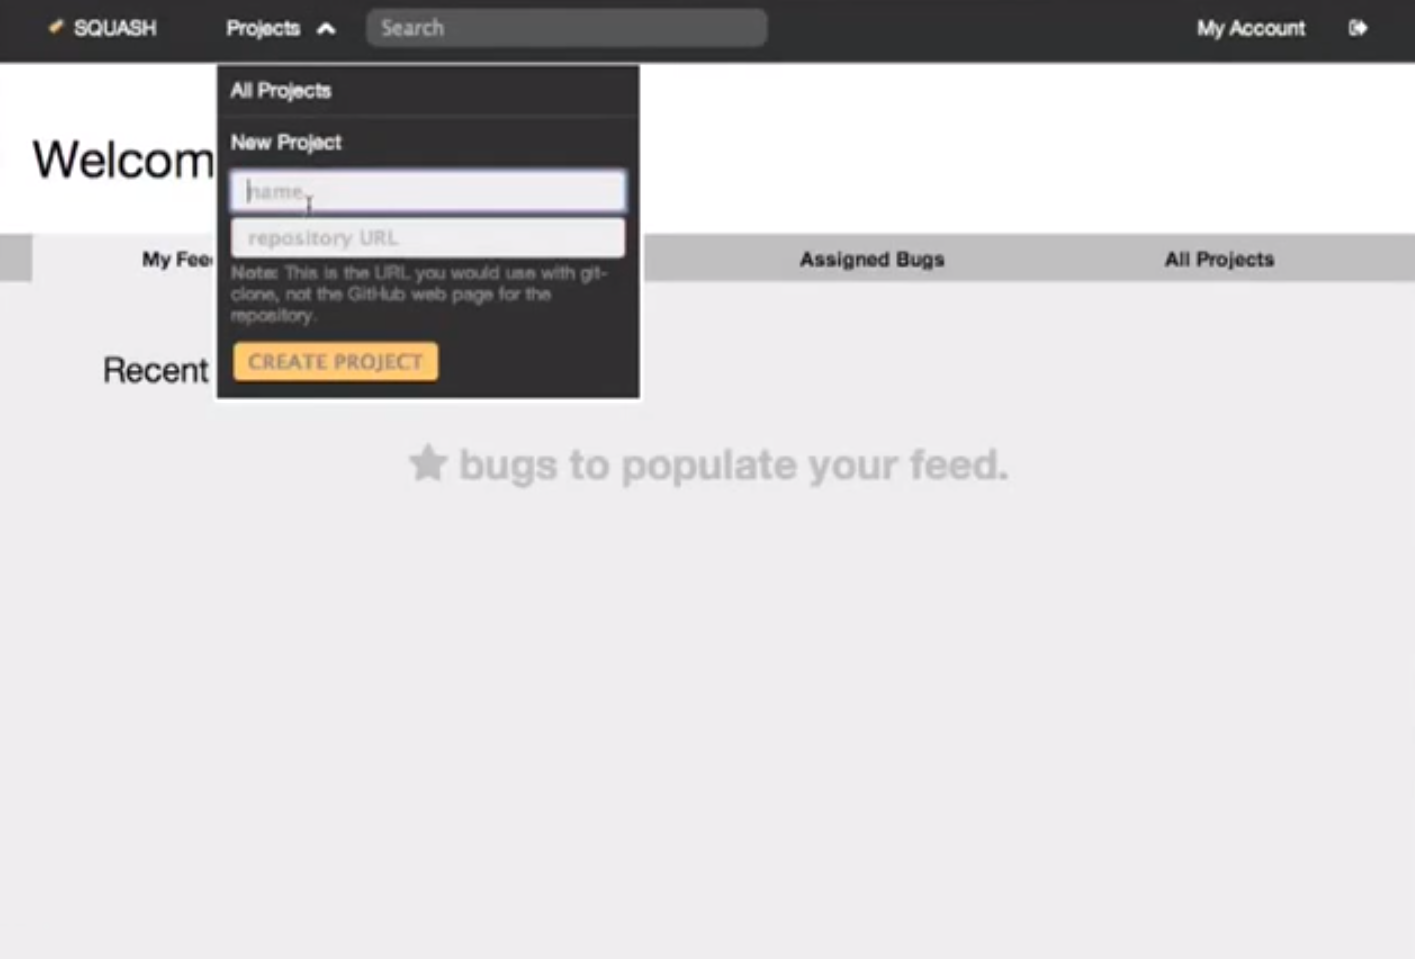 SQUASH Projects Search My Account
All Projects
New Project
Welcom
name
repository URL
My Fee Assigned Bugs All Projects
Note: This is the URL you would use with git-
clone, not the GitHub web page for the
repository.
CREATE PROJECT
Recent
bugs to populate your feed.